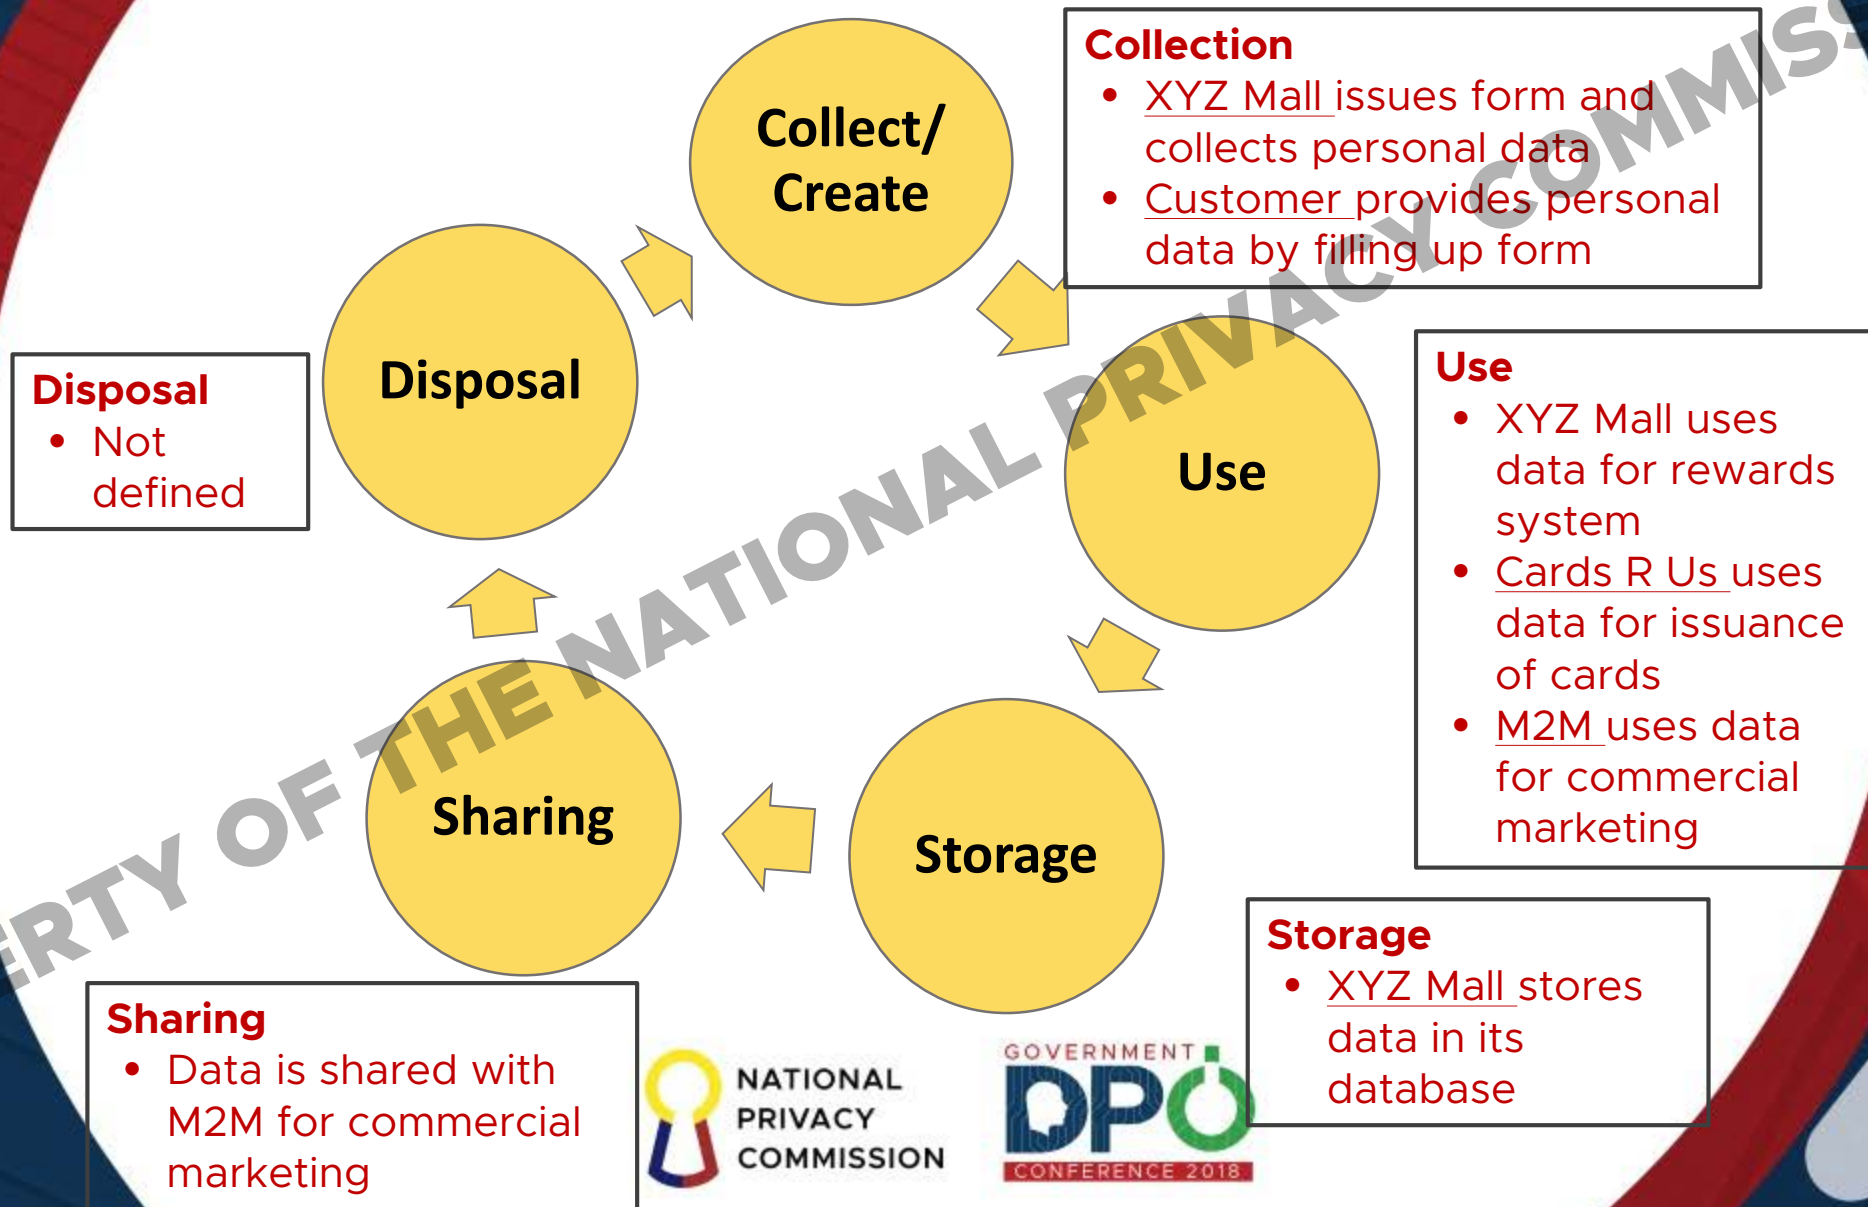 Collect/
Create
Collection
• XYZ Mall issues form and
collects personal data
• Customer provides personal
data by filling up form
Disposal
Disposal
• Not
defined
Use
Use
• XYZ Mall uses
data for rewards
system
• Cards R Us uses
data for issuance
of cards
• M2M uses data
for commercial
marketing
Sharing
Storage
Storage
• XYZ Mall stores
data in its
database
Sharing
• Data is shared with
M2M for commercial
marketing
NATIONAL
PRIVACY
COMMISSION
GOVERNMENT
DPO
CONFERENCE 2018
ERTY OF THE NATIONAL PRIVACY COMMISS